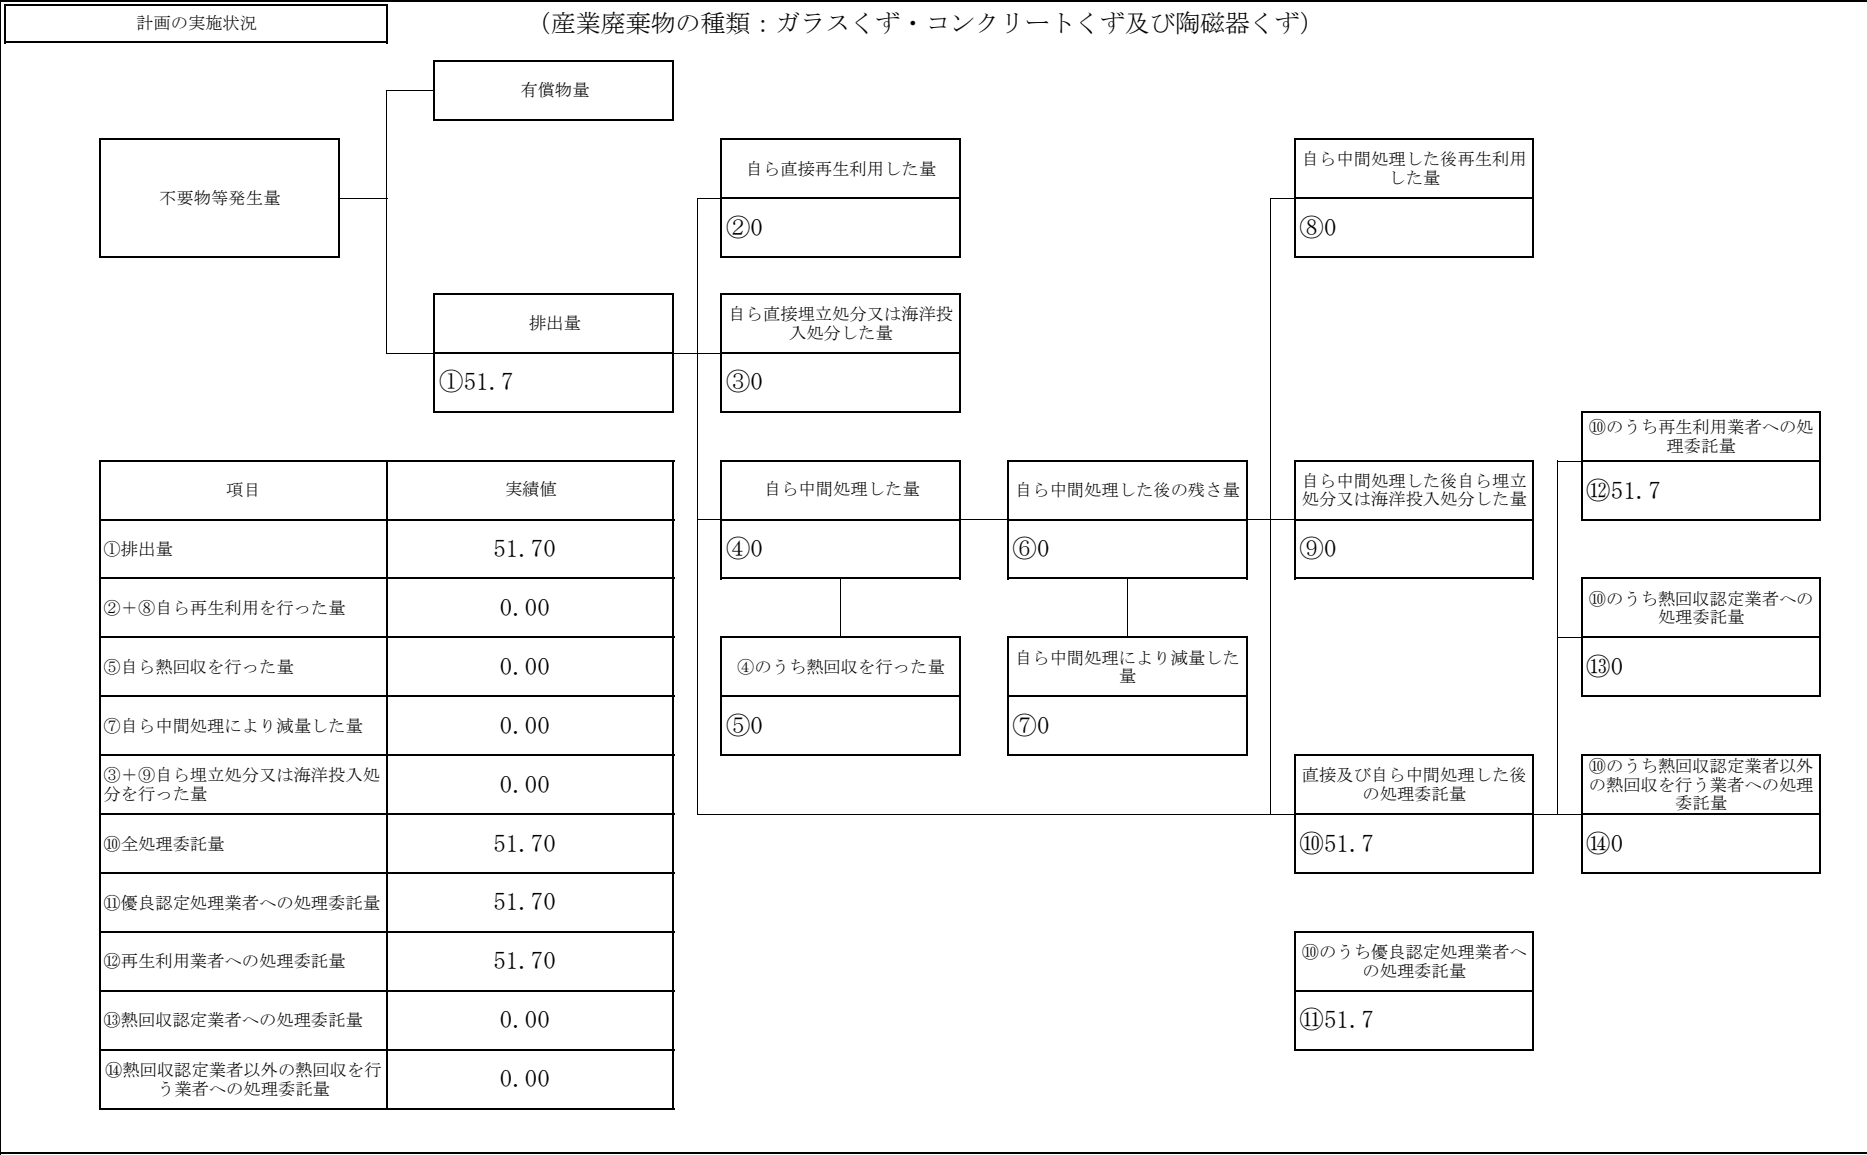 計画の実施状況
（産業廃棄物の種類：ガラスくず・コンクリートくず及び陶磁器くず）
有償物量
不要物等発生量
自ら直接再生利用した量
②0
自ら中間処理した後再生利用
した量
⑧0
排出量
①51.7
自ら直接埋立処分又は海洋投
入処分した量
③0
⑩のうち再生利用業者への処
理委託量
⑫51.7
自ら中間処理した量
④0
自ら中間処理した後の残さ量
⑥0
自ら中間処理した後自ら埋立
処分又は海洋投入処分した量
⑨0
⑩のうち熱回収認定業者への
処理委託量
⑬0
④のうち熱回収を行った量
⑤0
自ら中間処理により減量した
量
⑦0
直接及び自ら中間処理した後
の処理委託量
⑩51.7
⑩のうち熱回収認定業者以外
の熱回収を行う業者への処理
委託量
⑭0
⑩のうち優良認定処理業者へ
の処理委託量
⑪51.7
項目 実績値
①排出量 51.70
②＋⑧自ら再生利用を行った量 0.00
⑤自ら熱回収を行った量 0.00
⑦自ら中間処理により減量した量 0.00
③＋⑨自ら埋立処分又は海洋投入処
分を行った量 0.00
⑩全処理委託量 51.70
⑪優良認定処理業者への処理委託量 51.70
⑫再生利用業者への処理委託量 51.70
⑬熱回収認定業者への処理委託量 0.00
⑭熱回収認定業者以外の熱回収を行
う業者への処理委託量 0.00